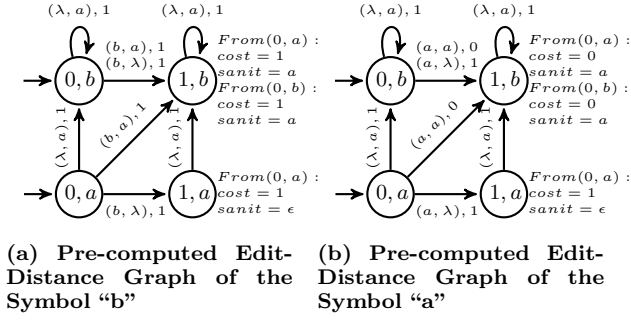 (λ, a), 1
(λ, a), 1
0, b
(b, a), 1
(b, λ), 1
1, b
From(0, a) :
cost = 1
sanit = a
From(0, b) :
cost = 1
sanit = a
(λ, a), 1
(b, a), 1
(λ, a), 1
0, a
(b, λ), 1
1, a
From(0, a) :
cost = 1
sanit = ϵ
(a) Pre-computed Edit-
Distance Graph of the
Symbol “b”
(λ, a), 1
(λ, a), 1
0, b
(a, a), 0
(a, λ), 1
1, b
From(0, a) :
cost = 0
sanit = a
From(0, b) :
cost = 0
sanit = a
(λ, a), 1
(a, a), 0
(λ, a), 1
0, a
(a, λ), 1
1, a
From(0, a) :
cost = 1
sanit = ϵ
(b) Pre-computed Edit-
Distance Graph of the
Symbol “a”